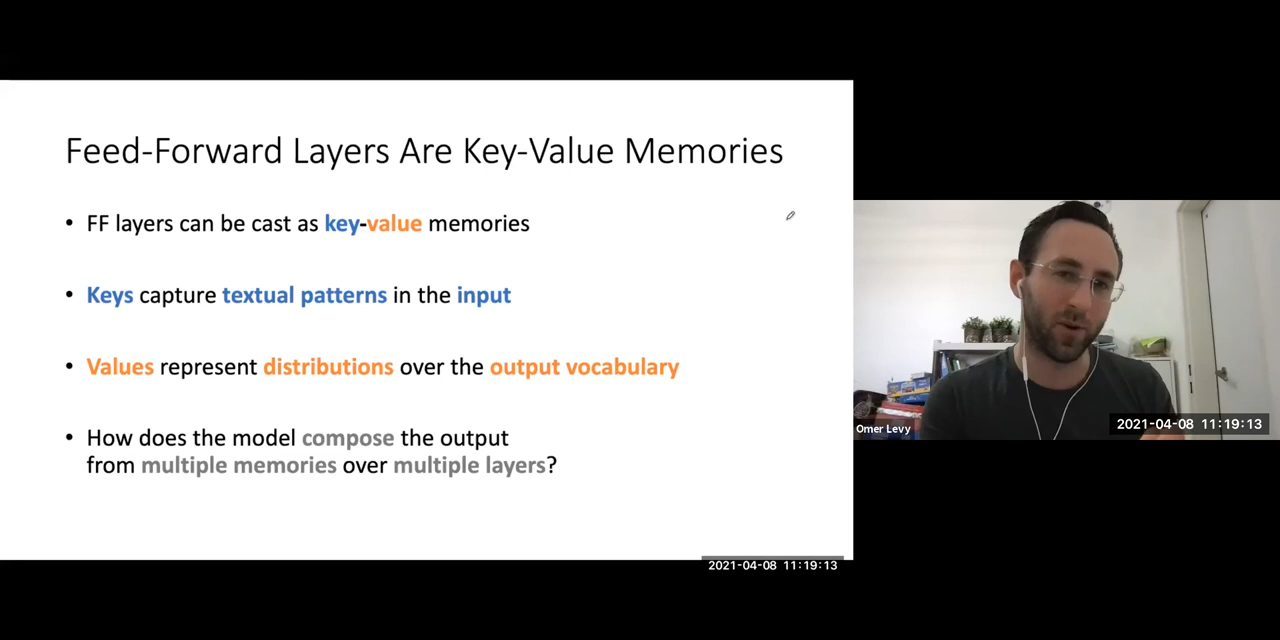 Feed-Forward Layers Are Key-Value Memories
• FF layers can be cast as key-value memories
• Keys capture textual patterns in the input
• Values represent distributions over the output vocabulary
• How does the model compose the output
from multiple memories over multiple layers?
2021-04-08 11:19:13
Omer Levy
2021-04-08 11:19:13